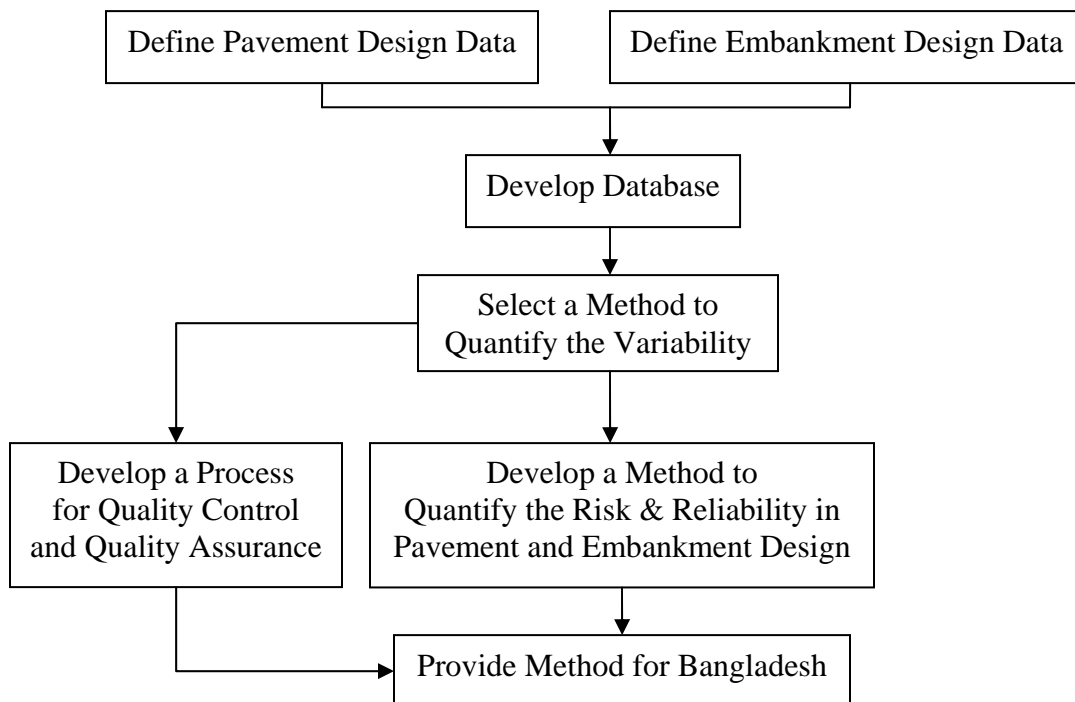 Define Pavement Design Data
Define Embankment Design Data
Develop Database
Select a Method to
Quantify the Variability
Develop a Process
for Quality Control
and Quality Assurance
Develop a Method to
Quantify the Risk & Reliability in
Pavement and Embankment Design
Provide Method for Bangladesh